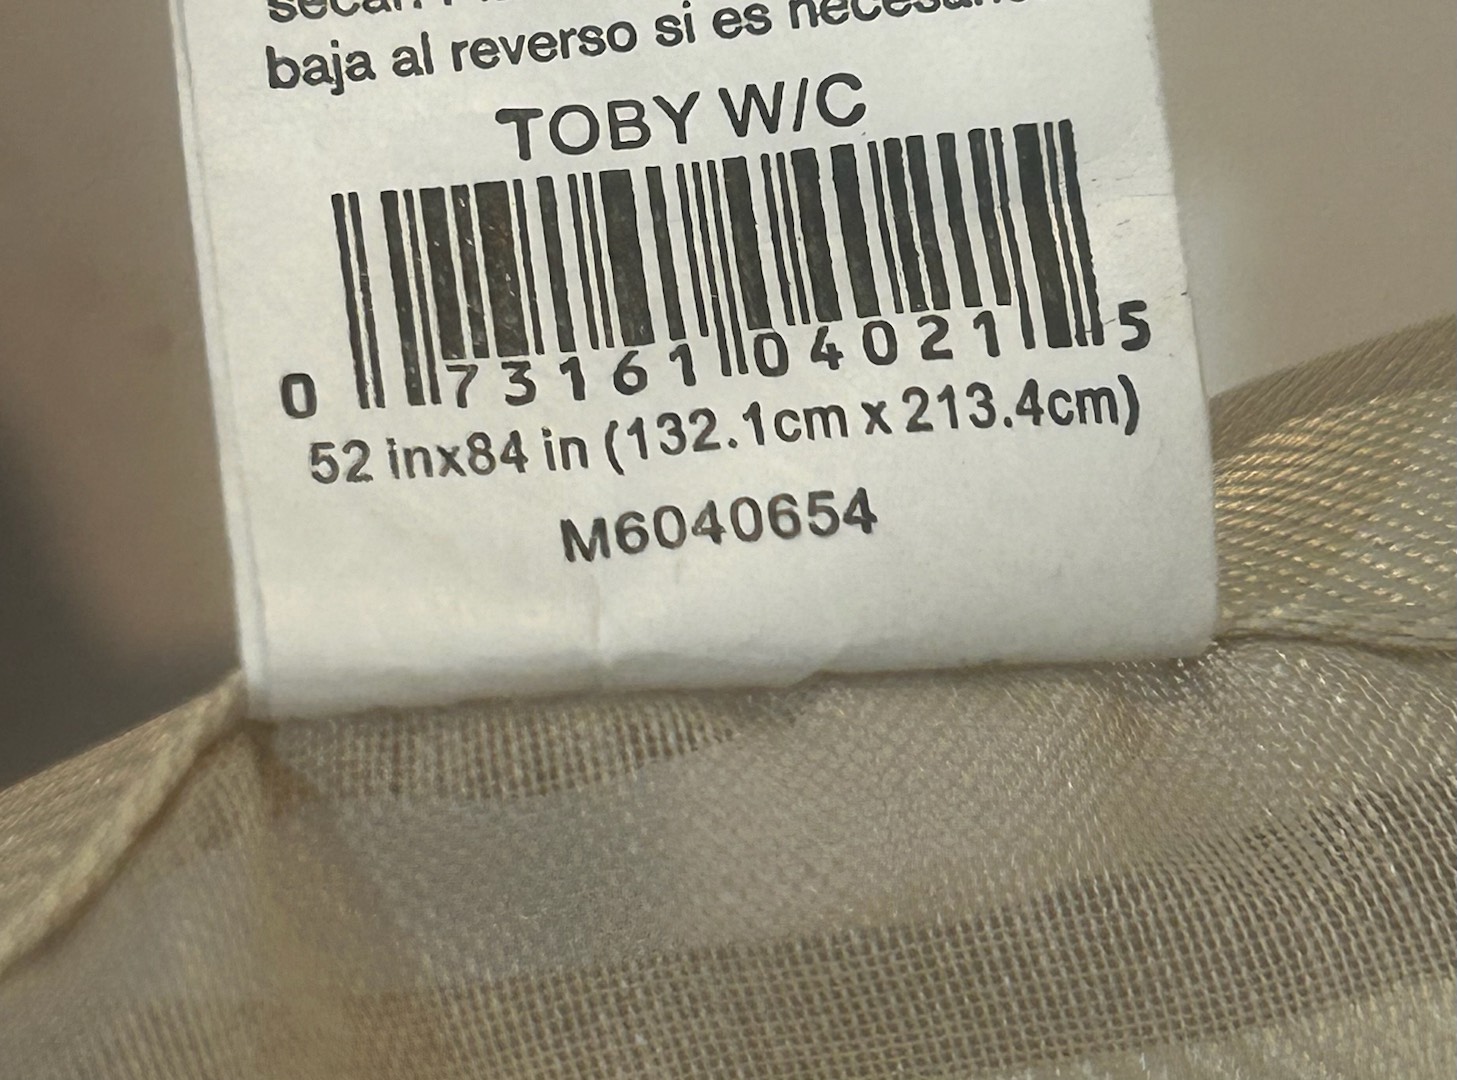 baja al reverso si es
TOBY W/C
0 73161 04021 5
52 inx84 in (132.1cm x 213.4cm)
M6040654